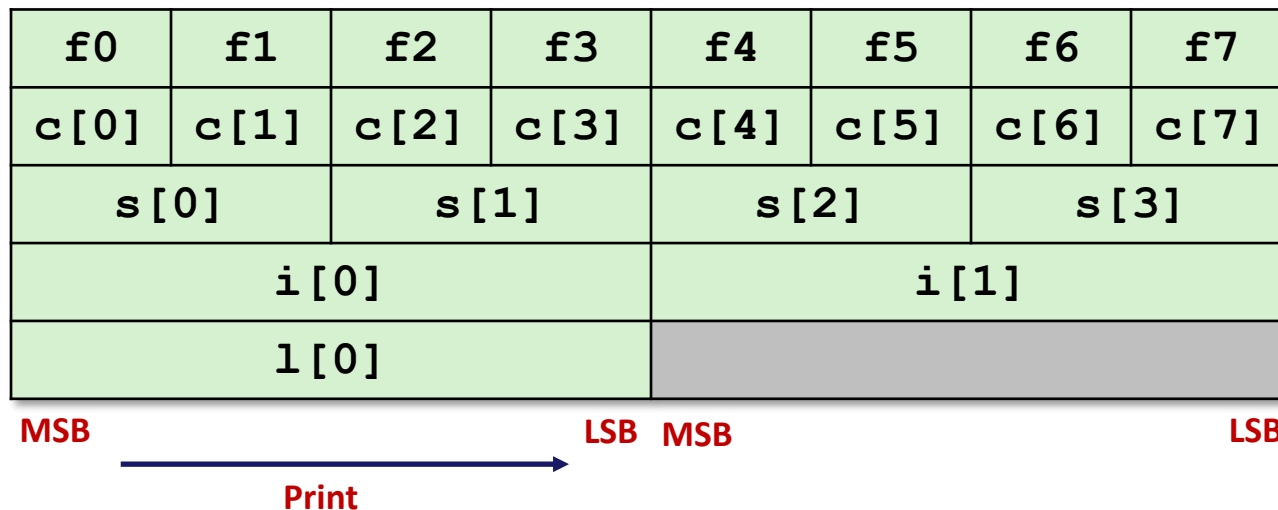 f0 f1 f2 f3 f4 f5 f6 f7
c[0] c[1] c[2] c[3] c[4] c[5] c[6] c[7]
s[0] s[1] s[2] s[3]
i[0] i[1]
l[0]
MSB LSB MSB LSB
Print